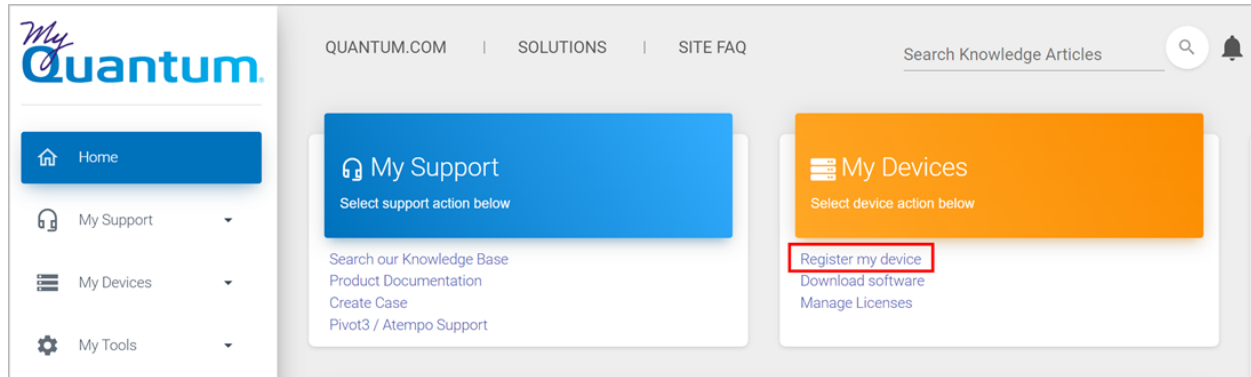 My
Quantum.
QUANTUM.COM | SOLUTIONS | SITE FAQ
Search Knowledge Articles
Home
My Support
My Devices
My Tools
My Support
Select support action below
Search our Knowledge Base
Product Documentation
Create Case
Pivot3 / Atempo Support
My Devices
Select device action below
Register my device
Download software
Manage Licenses